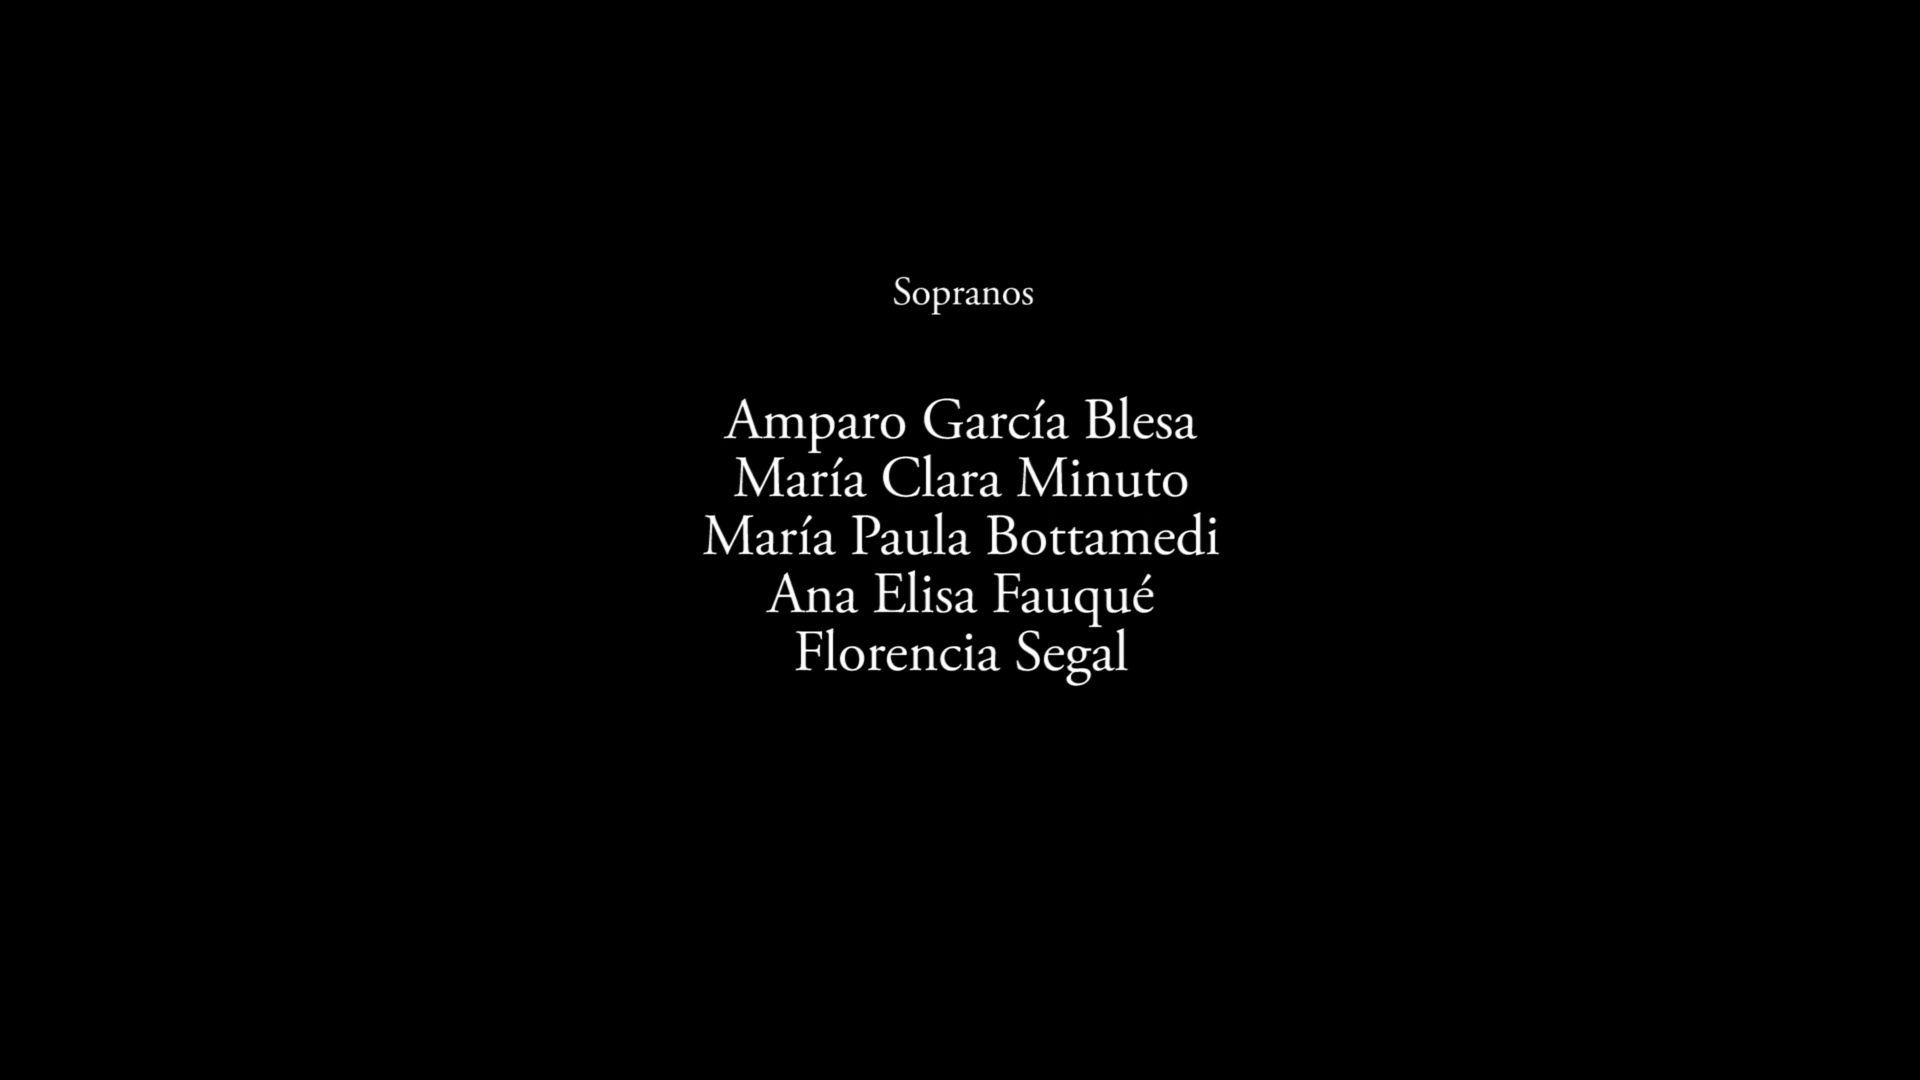 Sopranos
Amparo García Blesa
María Clara Minuto
María Paula Bottamedi
Ana Elisa Fauqué
Florencia Segal